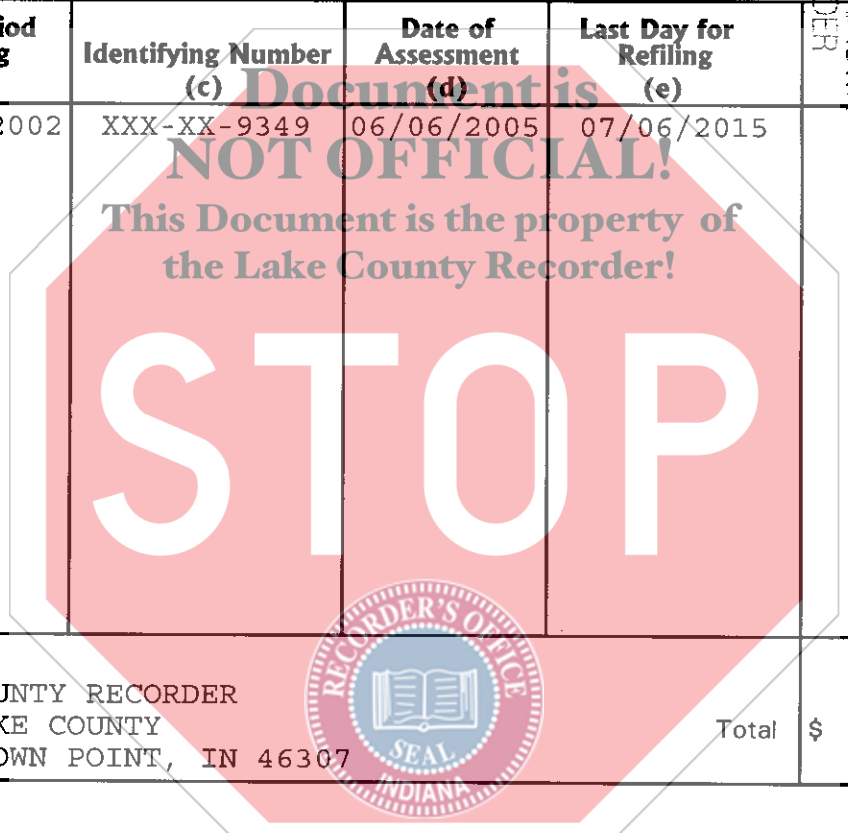 iod
g
Identifying Number
(c)
Date of
Assessment
(d)
Last Day for
Refiling
(e)
DER
Document is
2002 XXX-XX-9349 06/06/2005 07/06/2015
NOT OFFICIAL!
This Document is the property of
the Lake County Recorder!
STOP
RECORDER'S OFFICE
SEAL
INDIANA
UNTY RECORDER
KE COUNTY
OWN POINT, IN 46307
Total $